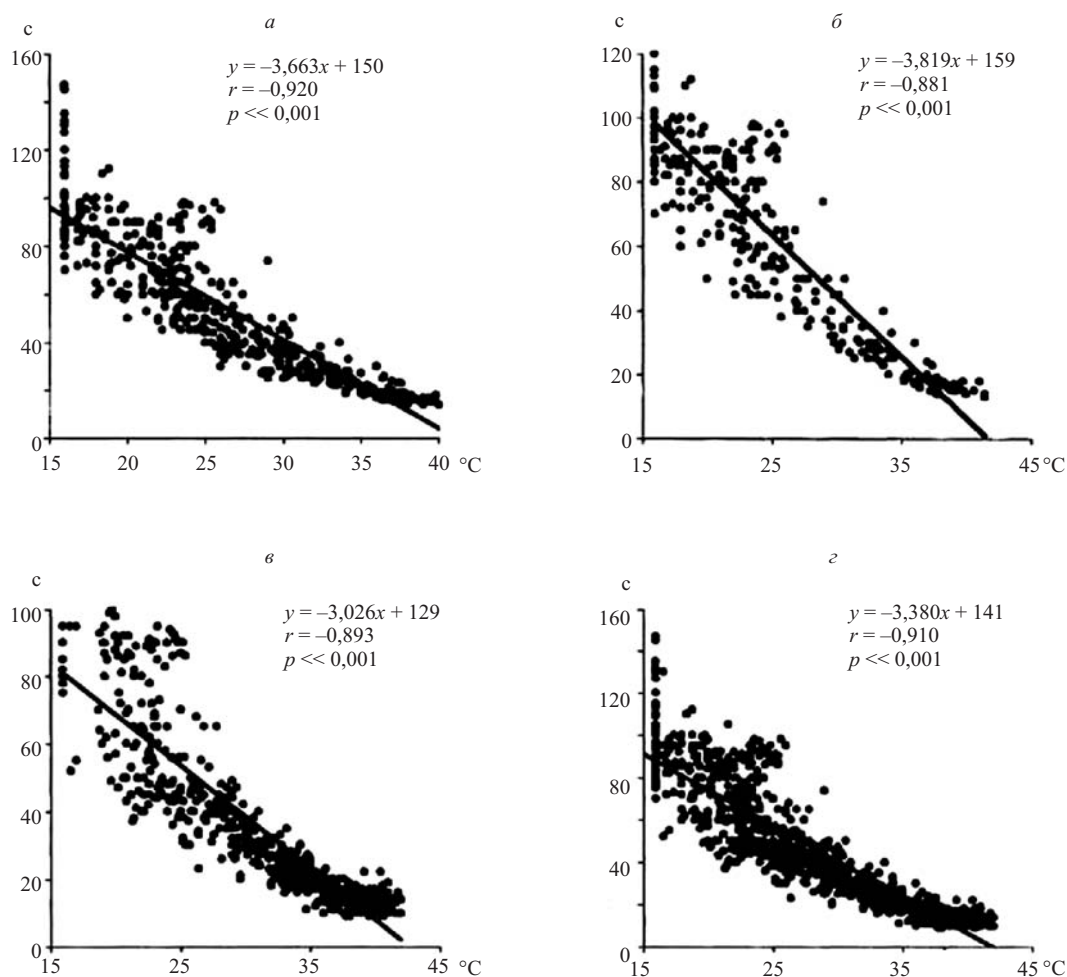 а
с
y = –3,663x + 150
r = –0,920
p << 0,001
160
120
80
40
0
15 20 25 30 35 40 °C
б
с
y = –3,819x + 159
r = –0,881
p << 0,001
120
100
80
60
40
20
0
15 25 35 45 °C
в
с
y = –3,026x + 129
r = –0,893
p << 0,001
100
80
60
40
20
0
15 25 35 45 °C
г
с
y = –3,380x + 141
r = –0,910
p << 0,001
160
120
80
40
0
15 25 35 45 °C